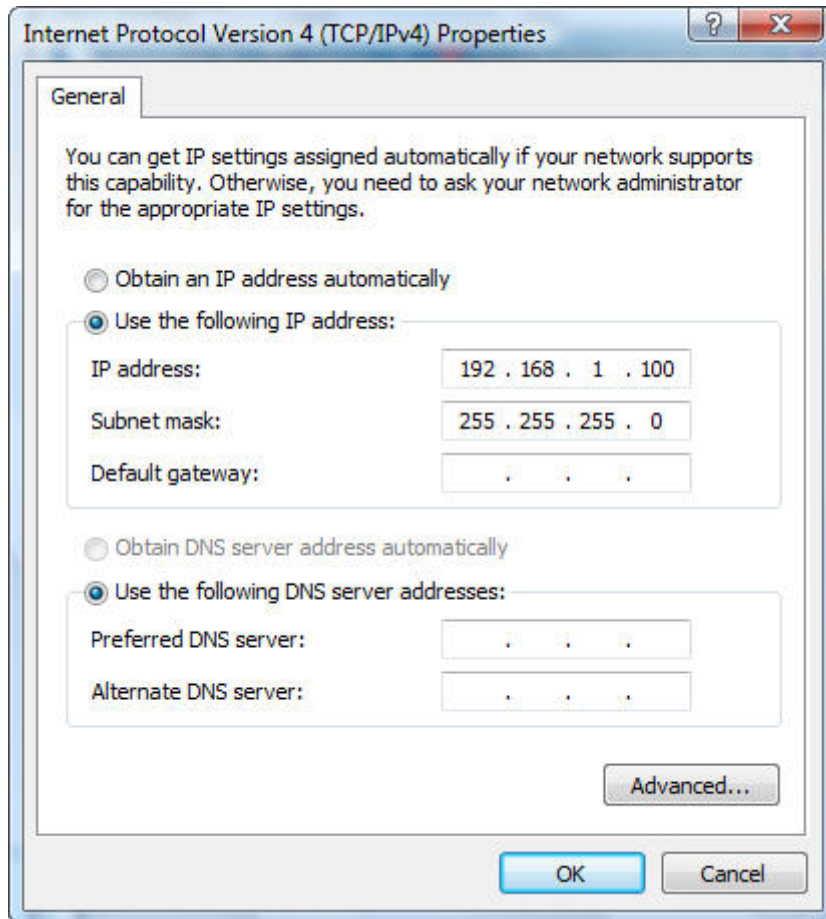 Internet Protocol Version 4 (TCP/IPv4) Properties
?
General
You can get IP settings assigned automatically if your network supports
this capability. Otherwise, you need to ask your network administrator
for the appropriate IP settings.
Obtain an IP address automatically
Use the following IP address:
IP address: 192 . 168 . 1 . 100
Subnet mask: 255 . 255 . 255 . 0
Default gateway: . . .
Obtain DNS server address automatically
Use the following DNS server addresses:
Preferred DNS server: . . .
Alternate DNS server: . . .
Advanced...
OK Cancel